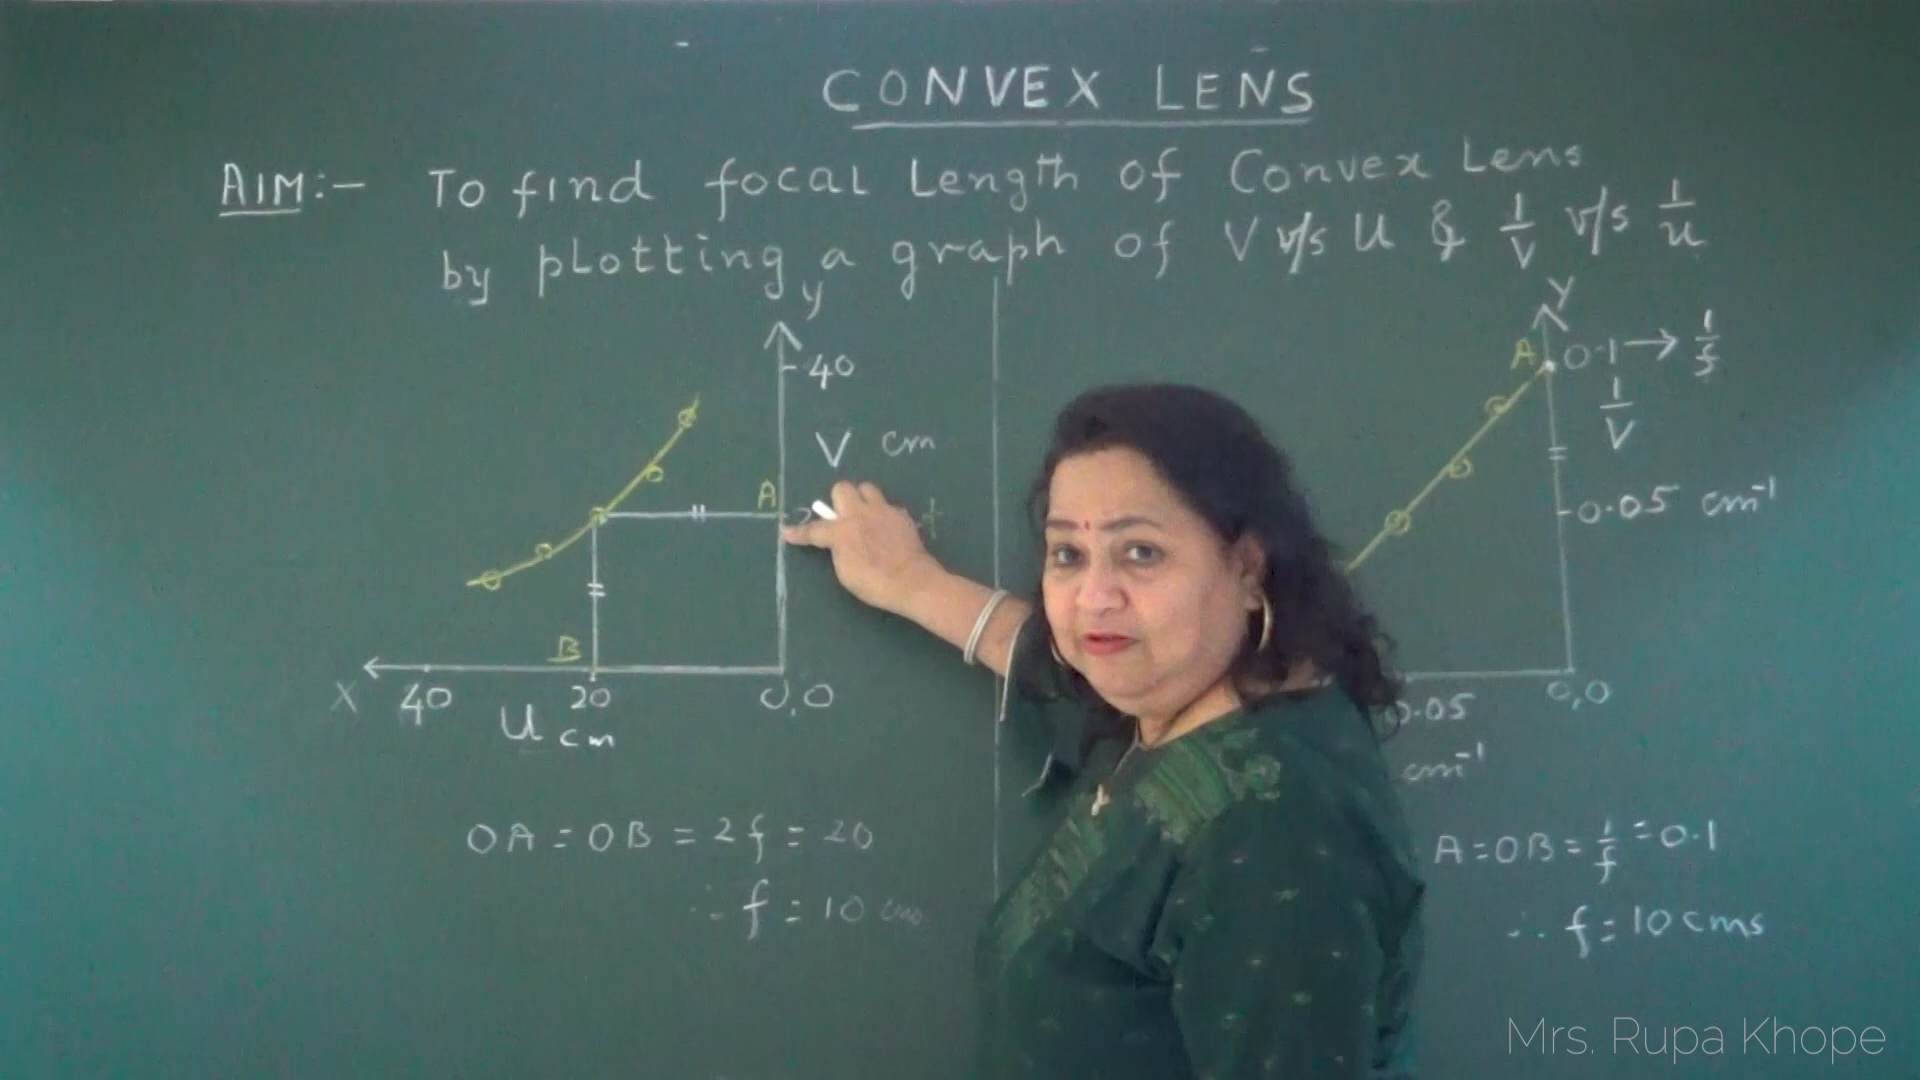 CONVEX LENS
AIM:- To find focal Length of Convex Lens
by plotting a graph of V v/s U & 1/V v/s 1/u
y
40
V cm
A
B
X 40 20 0,0
U cm
OA = OB = 2f = 20
∴ f = 10 cms
Y
A 0.1 → 1/f
1/V
0.05 cm⁻¹
0.05 0,0
cm⁻¹
A = OB = 1/f = 0.1
∴ f = 10 cms
Mrs. Rupa Khope